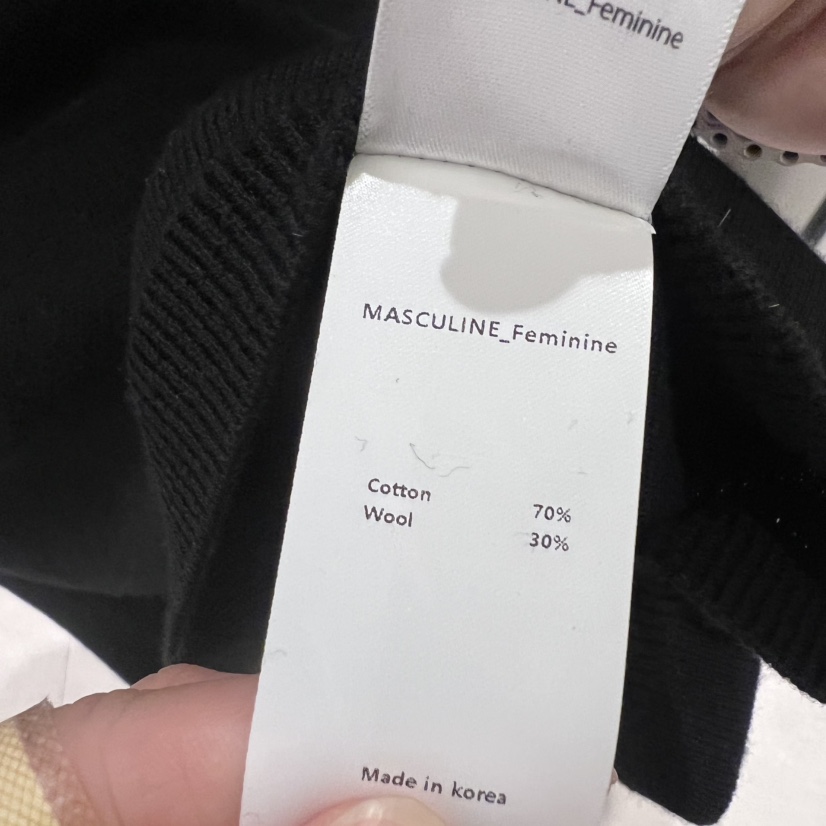 _Feminine
MASCULINE_Feminine
Cotton 70%
Wool 30%
Made in korea